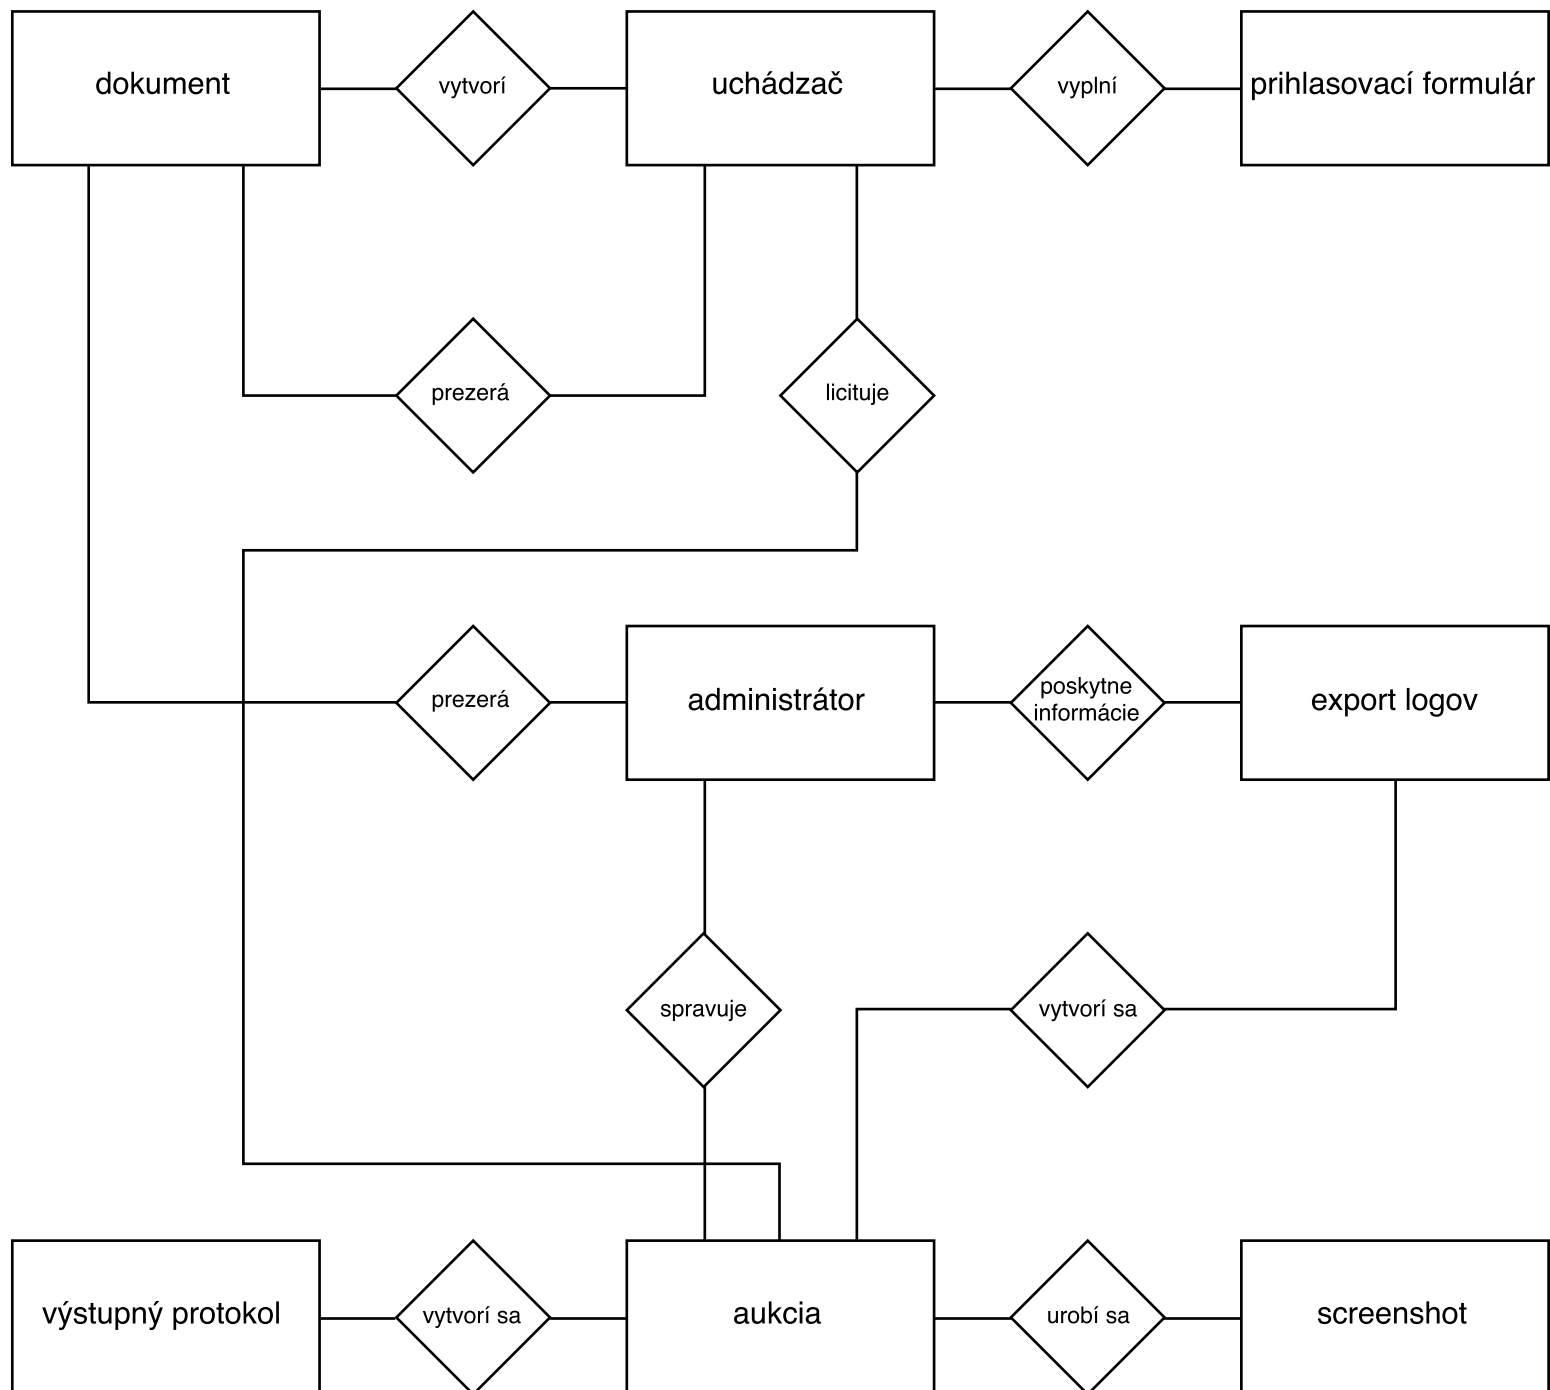 dokument
vytvorí
uchádzač
vyplní
prihlasovací formulár
prezerá
licituje
prezerá
administrátor
poskytne
informácie
export logov
spravuje
vytvorí sa
výstupný protokol
vytvorí sa
aukcia
urobí sa
screenshot